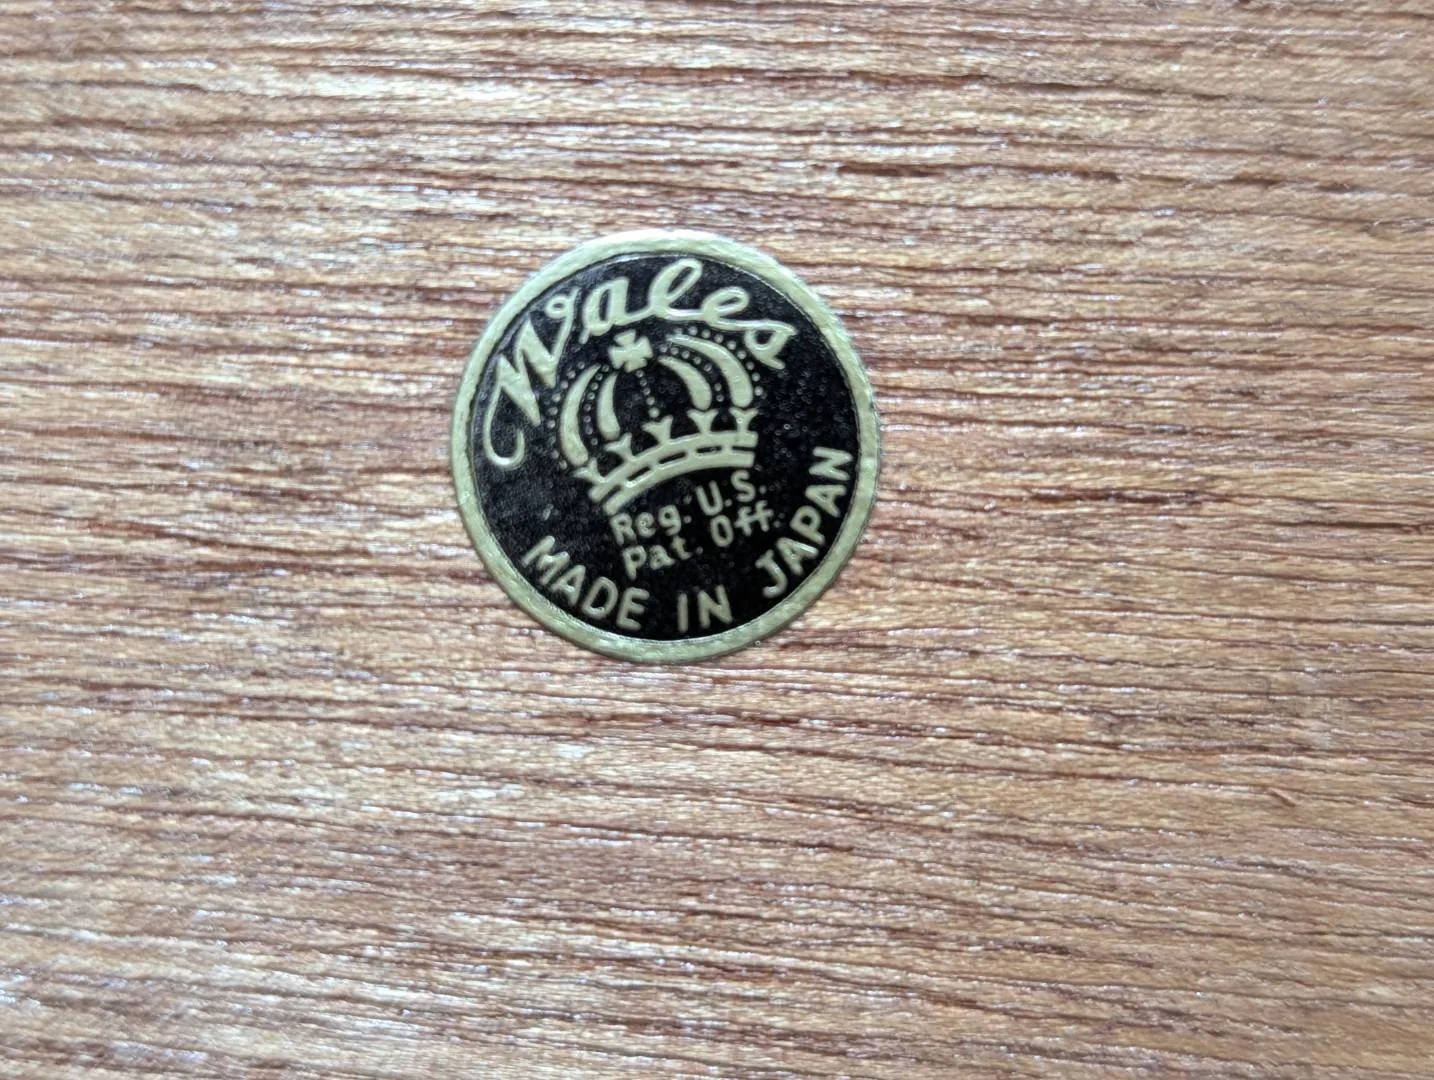 Wales
Reg. U.S.
Pat. Off.
MADE IN JAPAN